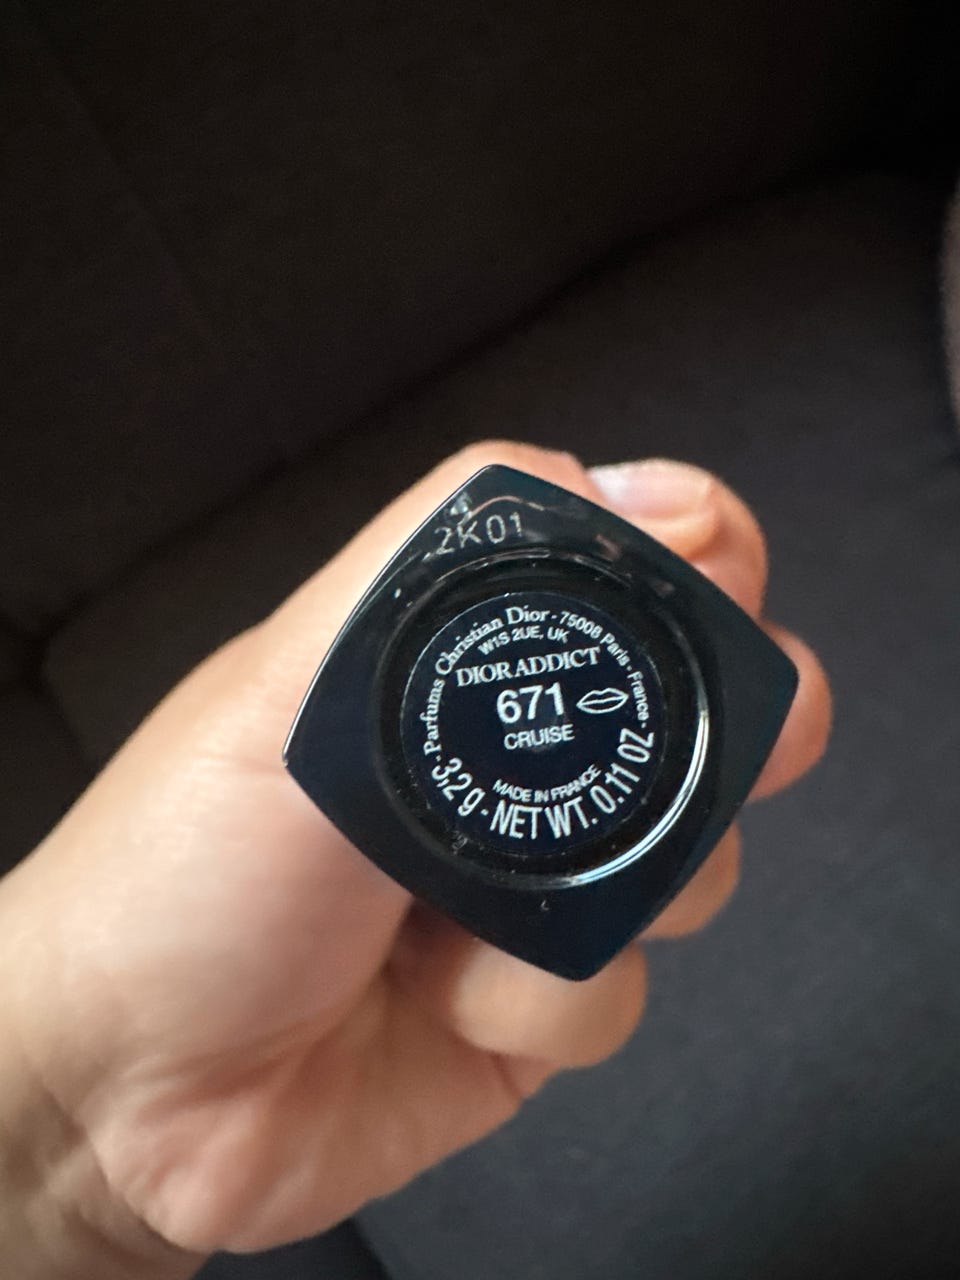 2K01
Parfums Christian Dior - 75008 Paris - France -
W1S 2UE, UK
DIOR ADDICT
671
CRUISE
MADE IN FRANCE
3,2 g - NET WT. 0.11 OZ -